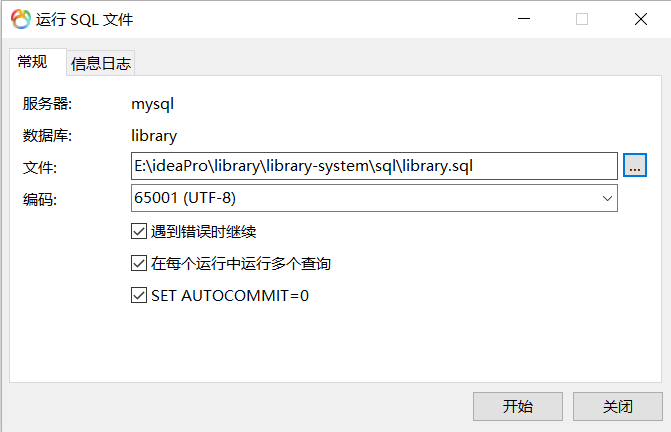 运行 SQL 文件
常规 信息日志
服务器: mysql
数据库: library
文件: E:\ideaPro\library\library-system\sql\library.sql ...
编码: 65001 (UTF-8)
遇到错误时继续
在每个运行中运行多个查询
SET AUTOCOMMIT=0
开始 关闭